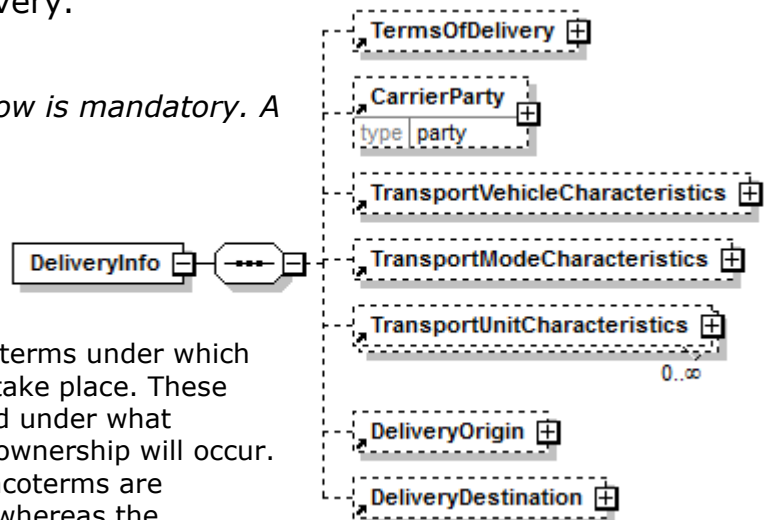 very.
ow is mandatory. A
terms under which
take place. These
d under what
ownership will occur.
coterms are
whereas the
DeliveryInfo
TermsOfDelivery
CarrierParty
type party
TransportVehicleCharacteristics
TransportModeCharacteristics
TransportUnitCharacteristics
0..∞
DeliveryOrigin
DeliveryDestination